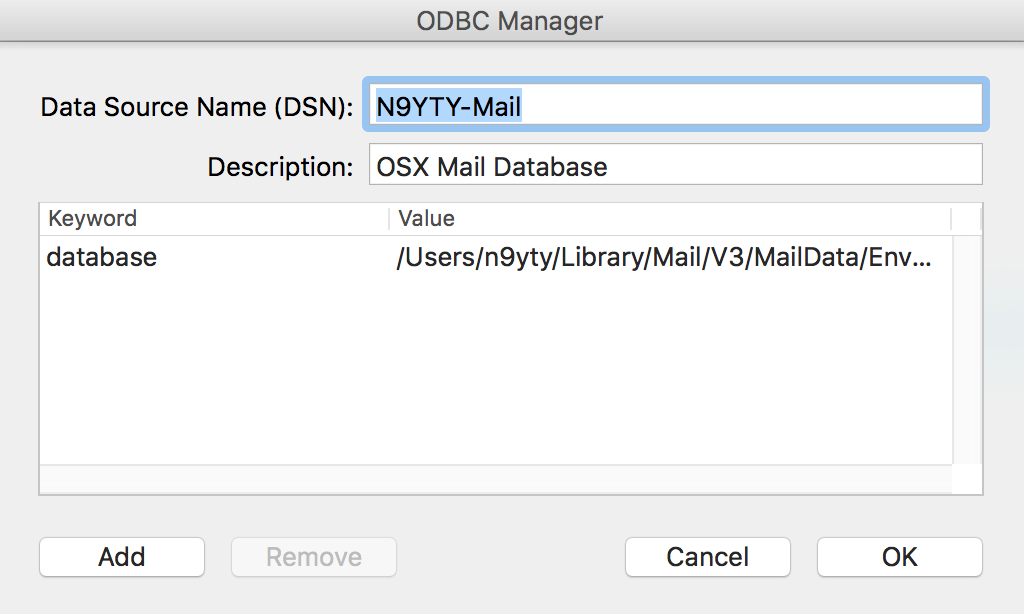 ODBC Manager
Data Source Name (DSN): N9YTY-Mail
Description: OSX Mail Database
Keyword Value
database /Users/n9yty/Library/Mail/V3/MailData/Env...
Add Remove Cancel OK